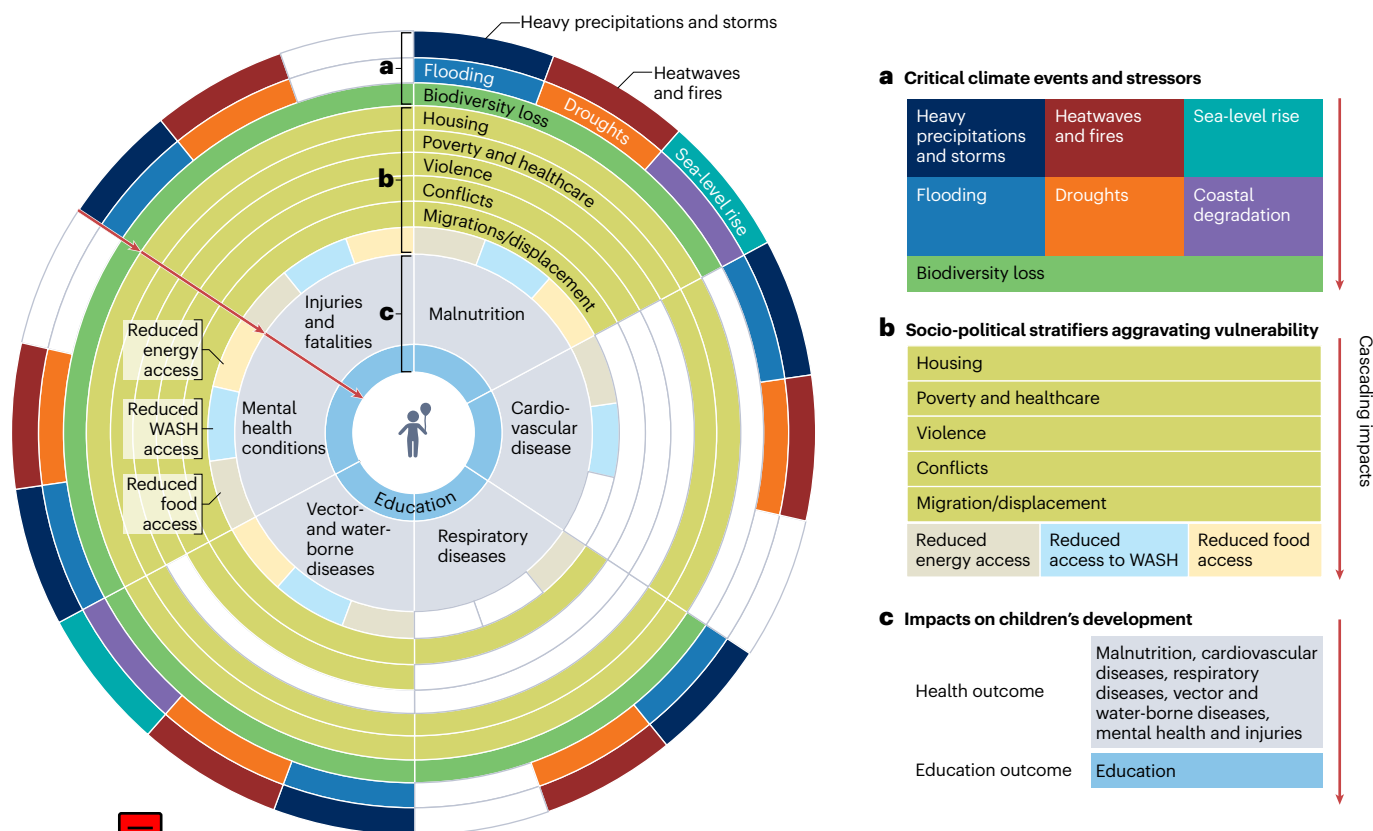 Heavy precipitations and storms
Heatwaves
and fires
a
Flooding
Droughts
Sea-level rise
Biodiversity loss
b
Housing
Poverty and healthcare
Violence
Conflicts
Migrations/displacement
c
Injuries
and
fatalities
Malnutrition
Reduced
energy
access
Reduced
WASH
access
Reduced
food
access
Mental
health
conditions
Cardio-
vascular
disease
Education
Vector-
and water-
borne
diseases
Respiratory
diseases
a Critical climate events and stressors
Heavy
precipitations
and storms
Heatwaves
and fires
Sea-level rise
Flooding
Droughts
Coastal
degradation
Biodiversity loss
b Socio-political stratifiers aggravating vulnerability
Housing
Poverty and healthcare
Violence
Conflicts
Migration/displacement
Reduced
energy access
Reduced
access to WASH
Reduced food
access
Cascading impacts
c Impacts on children's development
Health outcome
Malnutrition, cardiovascular
diseases, respiratory
diseases, vector and
water-borne diseases,
mental health and injuries
Education outcome
Education